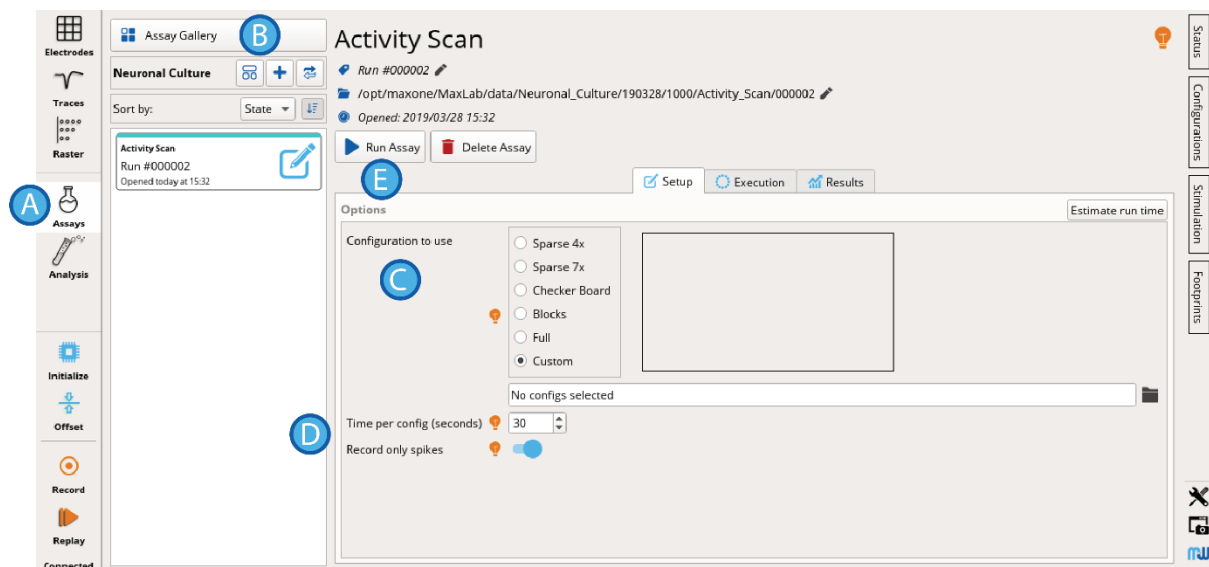 Electrodes
Traces
Raster
A
Assays
Analysis
Initialize
Offset
Record
Replay
Connected
Assay Gallery
B
Neuronal Culture
Sort by:
State
Activity Scan
Run #000002
Opened today at 15:32
Activity Scan
Run #000002
/opt/maxone/MaxLab/data/Neuronal_Culture/190328/1000/Activity_Scan/000002
Opened: 2019/03/28 15:32
Run Assay
Delete Assay
E
Setup
Execution
Results
Options
Estimate run time
Configuration to use
C
Sparse 4x
Sparse 7x
Checker Board
Blocks
Full
Custom
No configs selected
D
Time per config (seconds)
30
Record only spikes
Status
Configurations
Stimulation
Footprints